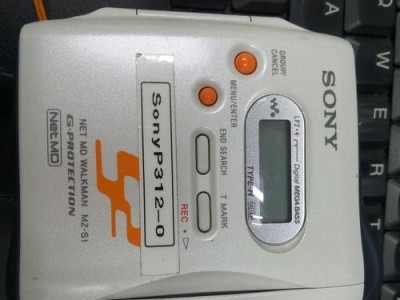 SONY
LP2•4
Digital MEGABASS
TYPE-R
GROUP/
CANCEL
MENU/ENTER
END SEARCH
T MARK
REC
SonyP312-0
NET MD WALKMAN MZ-S1
G-PROTECTION
NetMD
S2